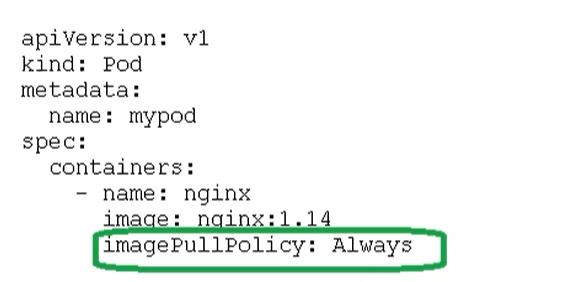 apiVersion: v1
kind: Pod
metadata:
  name: mypod
spec:
  containers:
    - name: nginx
      image: nginx:1.14
      imagePullPolicy: Always